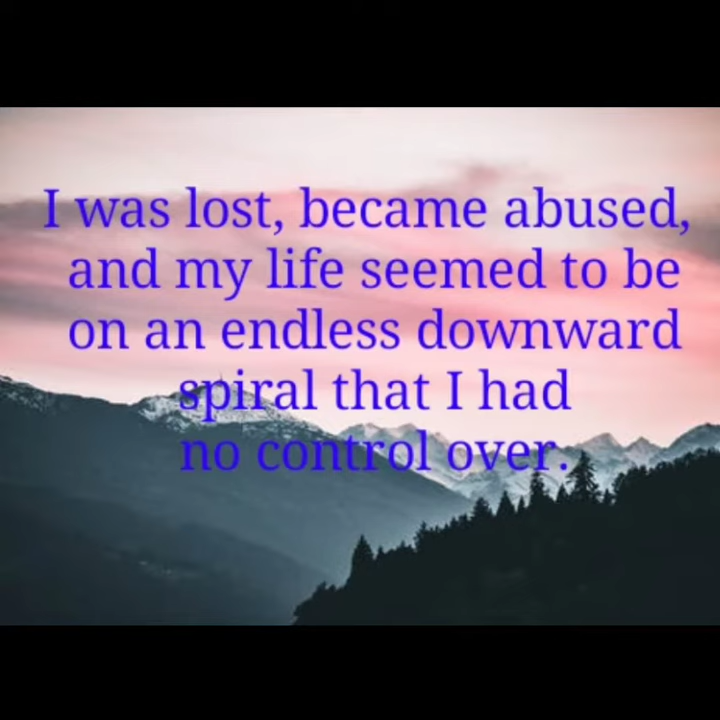 I was lost, became abused,
and my life seemed to be
on an endless downward
spiral that I had
no control over.